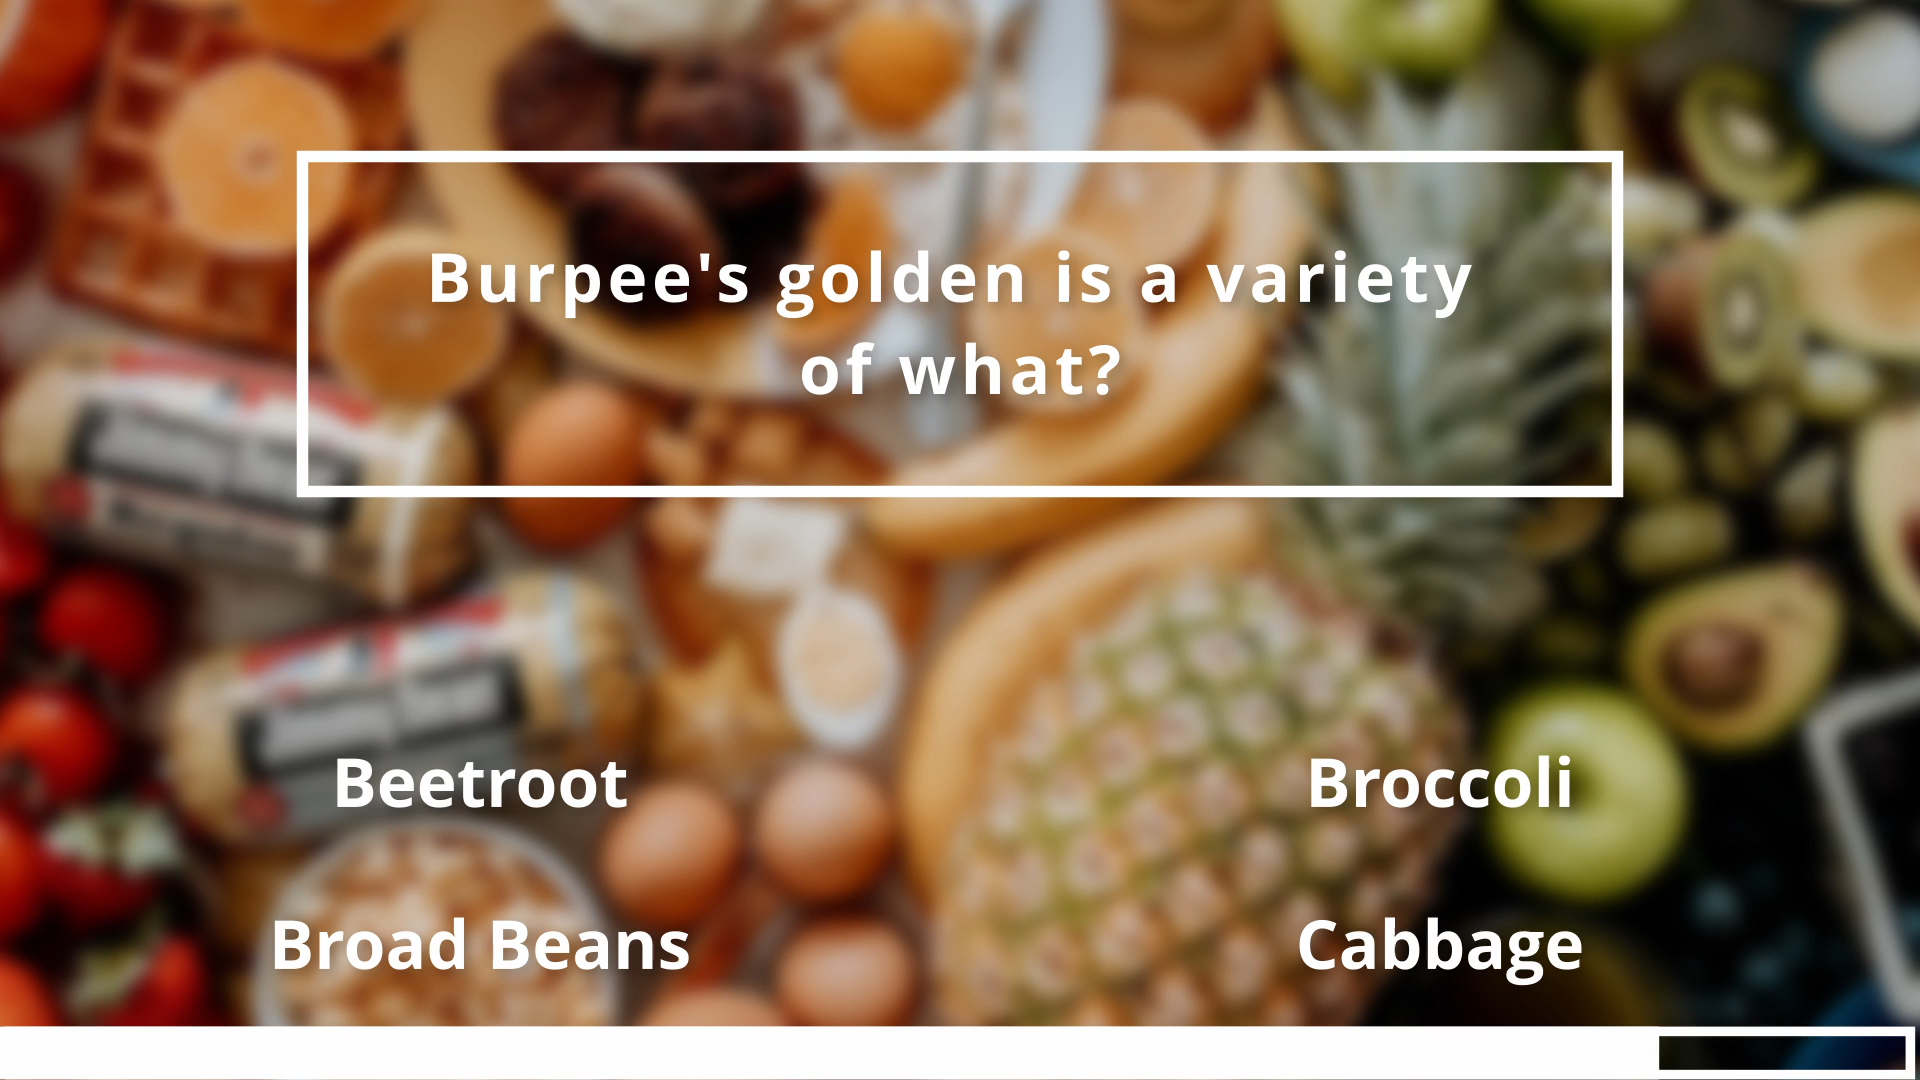 Burpee's golden is a variety
of what?
Beetroot
Broccoli
Broad Beans
Cabbage